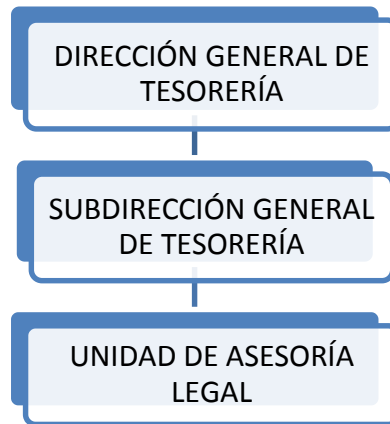 DIRECCIÓN GENERAL DE
TESORERÍA
SUBDIRECCIÓN GENERAL
DE TESORERÍA
UNIDAD DE ASESORÍA
LEGAL